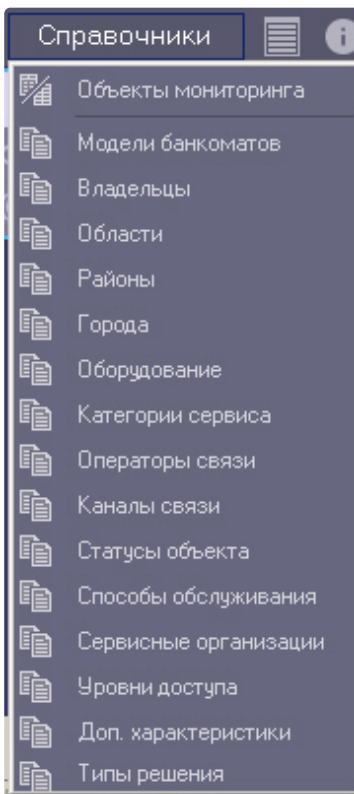 Справочники
Объекты мониторинга
Модели банкоматов
Владельцы
Области
Районы
Города
Оборудование
Категории сервиса
Операторы связи
Каналы связи
Статусы объекта
Способы обслуживания
Сервисные организации
Уровни доступа
Доп. характеристики
Типы решения